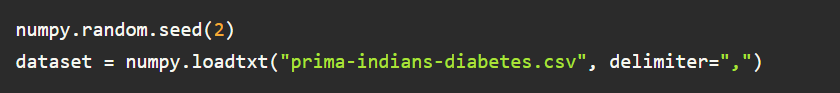 numpy.random.seed(2)
dataset = numpy.loadtxt("prima-indians-diabetes.csv", delimiter=",")